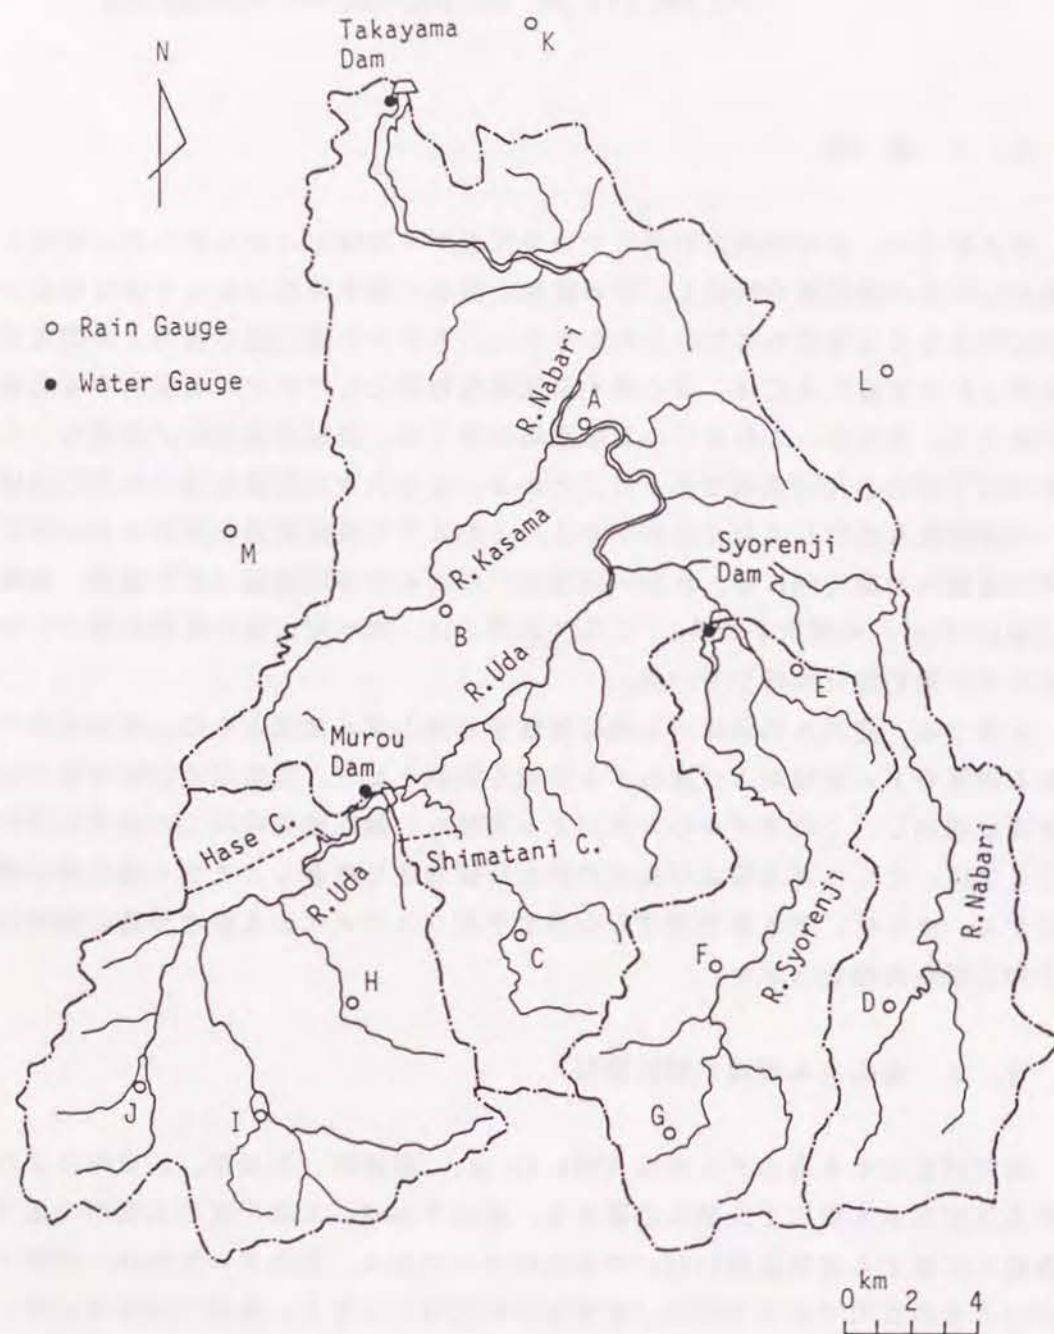 Takayama
Dam
K
N
Rain Gauge
Water Gauge
R. Nabari
A
L
M
R. Kasama
Syorenji
Dam
B
R. Uda
E
Murou
Dam
Hase C.
Shimatani C.
R. Uda
R. Syorenji
R. Nabari
C
F
H
D
J
I
G
km
0 2 4